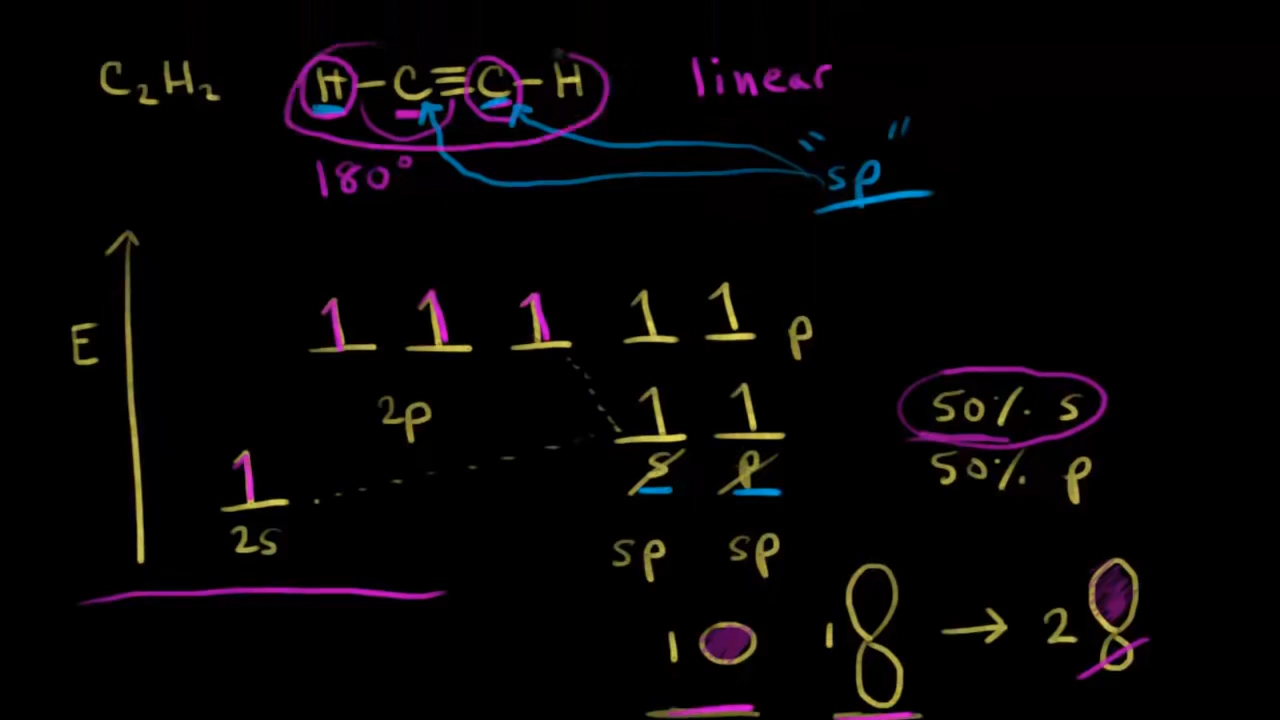 C₂H₂ H-C≡C-H linear
180° "sp"
E
1 1 1 1 1 p
2p 1 1 50% s
1 s p 50% p
2s sp sp
1 1 → 2